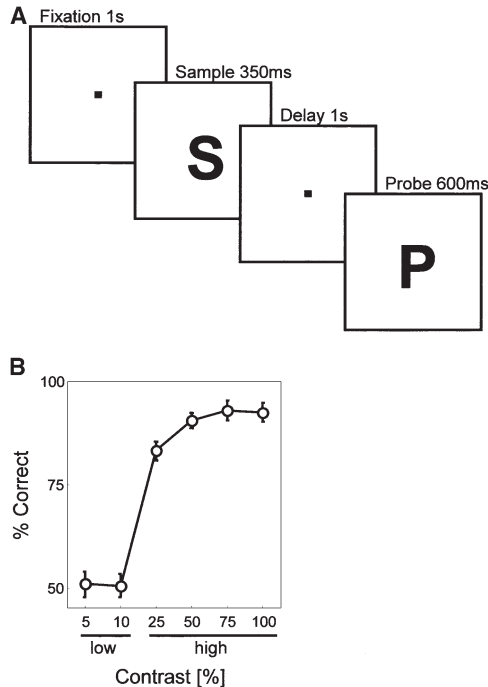 A
Fixation 1s
Sample 350ms
S
Delay 1s
Probe 600ms
P
B
100
75
50
% Correct
5 10 25 50 75 100
low high
Contrast [%]